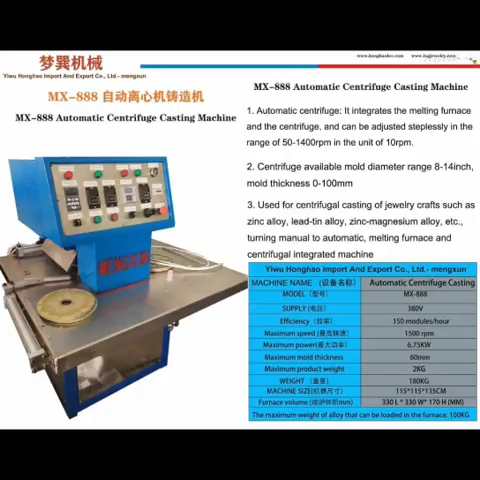 梦巽机械
Yiwu Honghao Import And Export Co., Ltd.- mengxun
MX-888 自动离心机铸造机
MX-888 Automatic Centrifuge Casting Machine
MENGXUN
MX-888 Automatic Centrifuge Casting Machine
1. Automatic centrifuge: It integrates the melting furnace
and the centrifuge, and can be adjusted steplessly in the
range of 50-1400rpm in the unit of 10rpm.
2. Centrifuge available mold diameter range 8-14inch,
mold thickness 0-100mm
3. Used for centrifugal casting of jewelry crafts such as
zinc alloy, lead-tin alloy, zinc-magnesium alloy, etc.,
turning manual to automatic, melting furnace and
centrifugal integrated machine
Yiwu Honghao Import And Export Co., Ltd.- mengxun
MACHINE NAME (设备名称) Automatic Centrifuge Casting
MODEL (型号) MX-888
SUPPLY (电压) 380V
Efficiency (效率) 150 modules/hour
Maximum speed (最高转速) 1500 rpm
Maximum power(最大功率) 6.75KW
Maximum mold thickness 60mm
Maximum product weight 2KG
WEIGHT (重量) 180KG
MACHINE SIZE(机器尺寸) 115*115*135CM
Furnace volume (熔炉体积mm) 330 L * 330 W* 170 H (MM)
The maximum weight of alloy that can be loaded in the furnace: 100KG